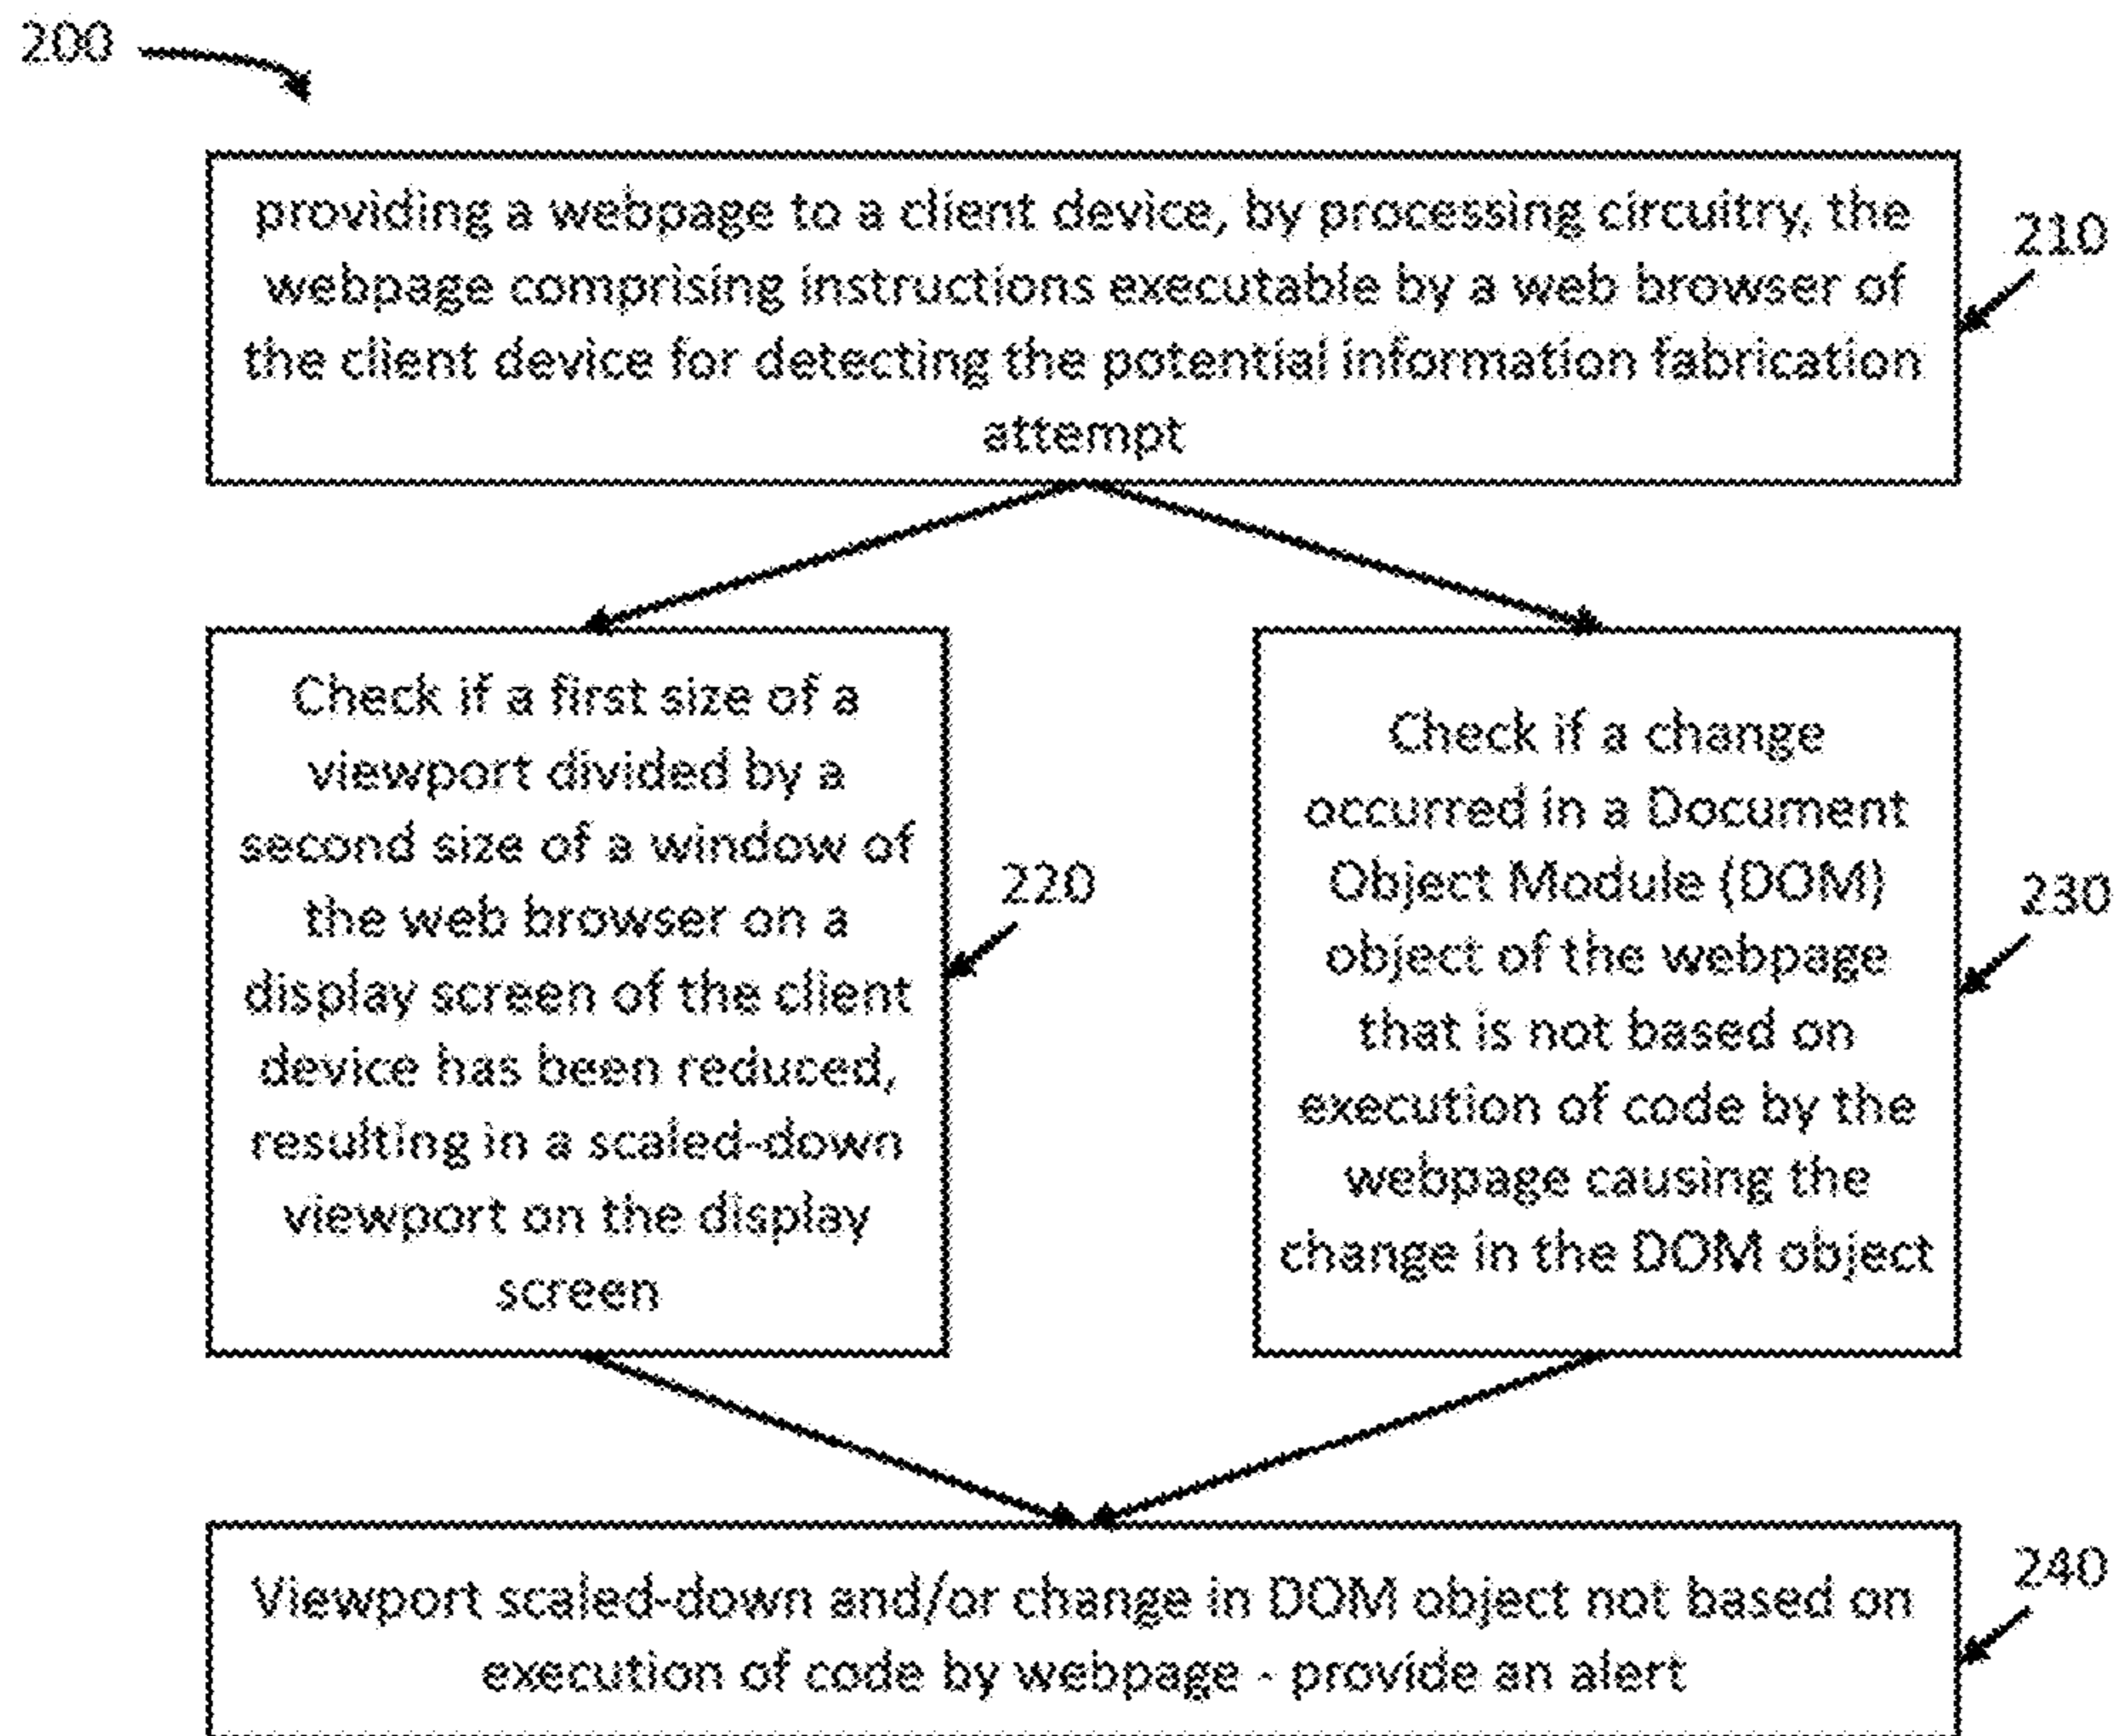 200
providing a webpage to a client device, by processing circuitry, the
webpage comprising instructions executable by a web browser of
the client device for detecting the potential information fabrication
attempt
210
Check if a first size of a
viewport divided by a
second size of a window of
the web browser on a
display screen of the client
device has been reduced,
resulting in a scaled-down
viewport on the display
screen
220
Check if a change
occurred in a Document
Object Module (DOM)
object of the webpage
that is not based on
execution of code by the
webpage causing the
change in the DOM object
230
Viewport scaled-down and/or change in DOM object not based on
execution of code by webpage - provide an alert
240